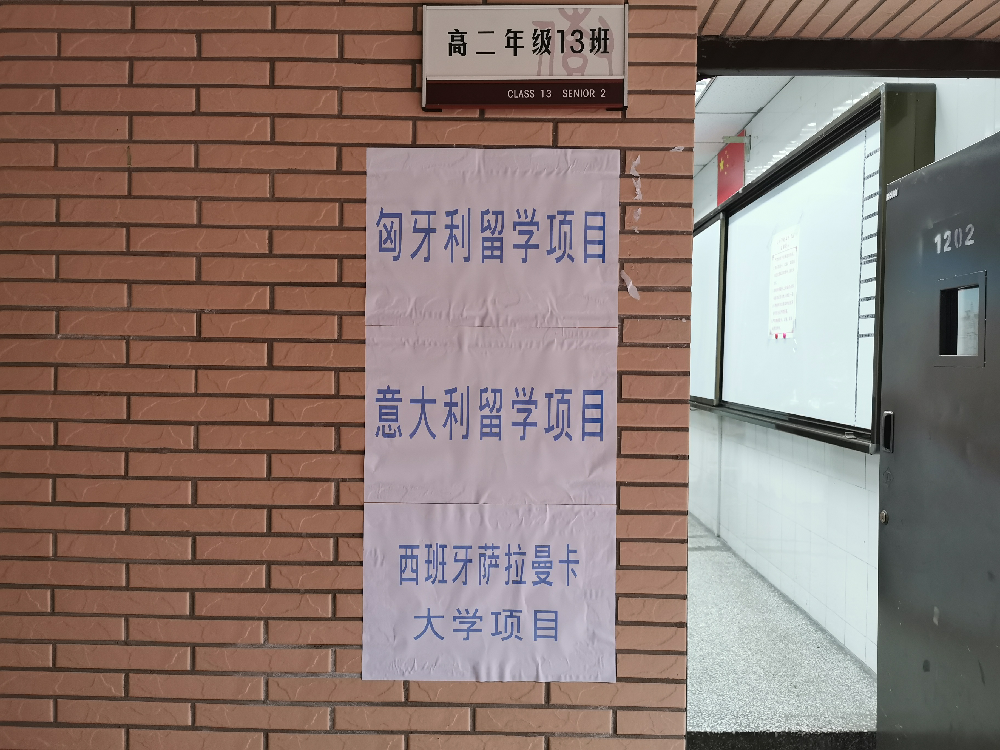 高二年级13班
CLASS 13 SENIOR 2
匈牙利留学项目
意大利留学项目
西班牙萨拉曼卡
大学项目
1202